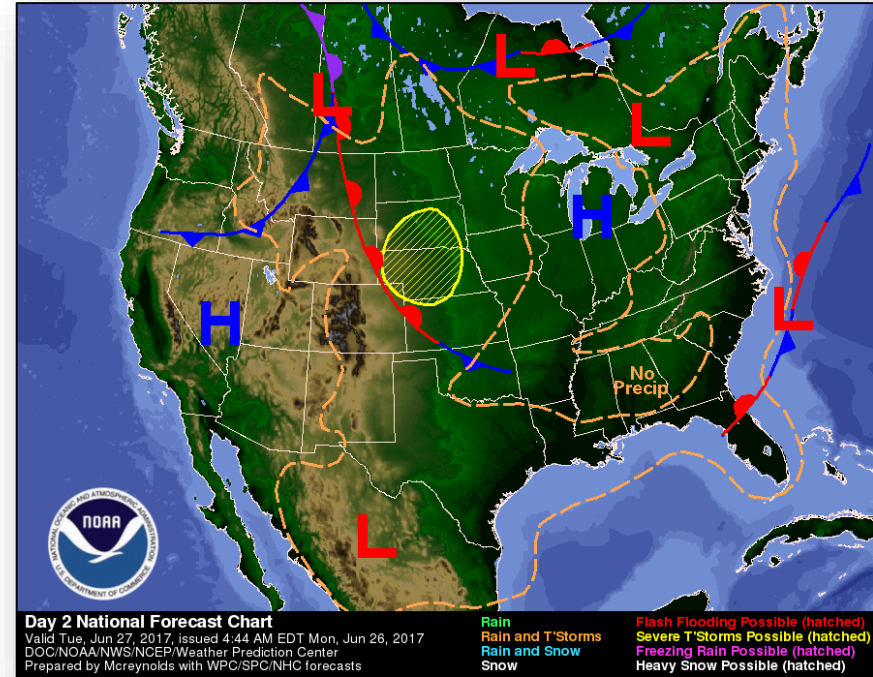 L
L
L
L
H
H
L
L
No
Precip
NATIONAL OCEANIC AND ATMOSPHERIC ADMINISTRATION
NOAA
U.S. DEPARTMENT OF COMMERCE
Day 2 National Forecast Chart
Valid Tue, Jun 27, 2017, issued 4:44 AM EDT Mon, Jun 26, 2017
DOC/NOAA/NWS/NCEP/Weather Prediction Center
Prepared by Mcreynolds with WPC/SPC/NHC forecasts
Rain
Rain and T'Storms
Rain and Snow
Snow
Flash Flooding Possible (hatched)
Severe T'Storms Possible (hatched)
Freezing Rain Possible (hatched)
Heavy Snow Possible (hatched)